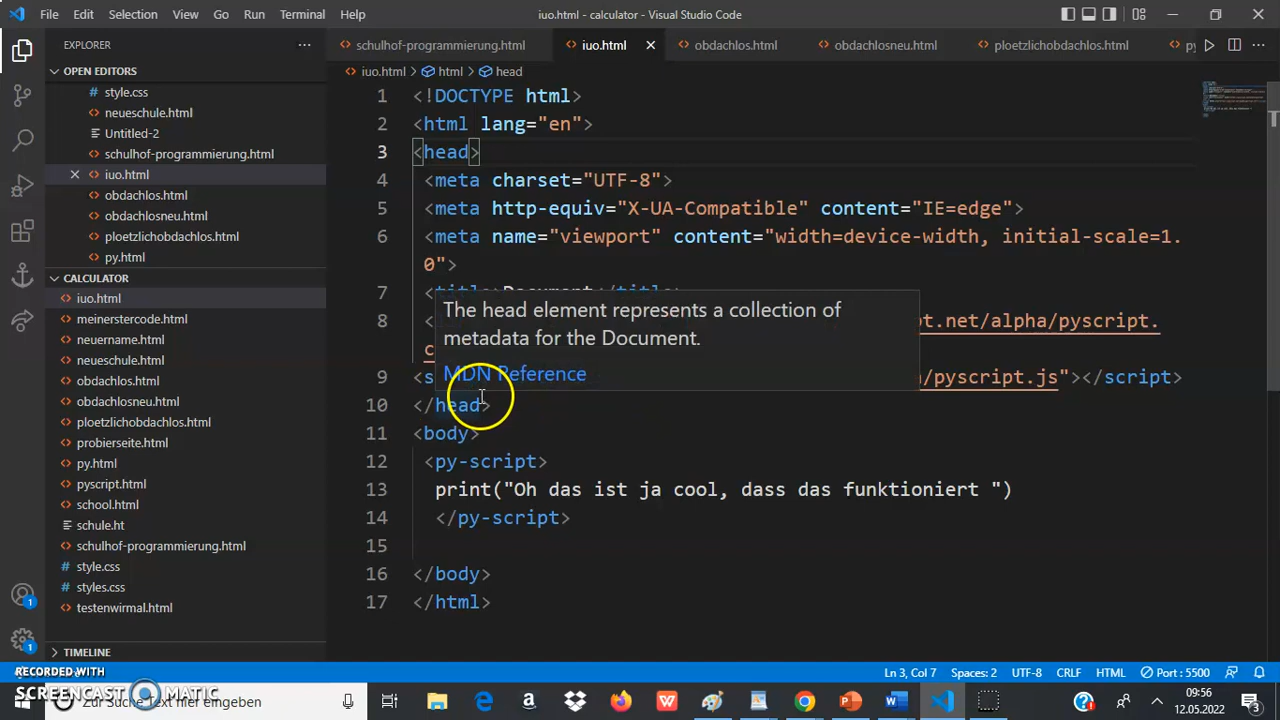 File Edit Selection View Go Run Terminal Help iuo.html - calculator - Visual Studio Code
EXPLORER
OPEN EDITORS
style.css
neueschule.html
Untitled-2
schulhof-programmierung.html
iuo.html
obdachlos.html
obdachlosneu.html
ploetzlichobdachlos.html
py.html
CALCULATOR
iuo.html
meinerstercode.html
neuername.html
neueschule.html
obdachlos.html
obdachlosneu.html
ploetzlichobdachlos.html
probierseite.html
py.html
pyscript.html
school.html
schule.ht
schulhof-programmierung.html
style.css
styles.css
testenwirmal.html
TIMELINE
schulhof-programmierung.html iuo.html obdachlos.html obdachlosneu.html ploetzlichobdachlos.html py
iuo.html > html > head
1 <!DOCTYPE html>
2 <html lang="en">
3 <head>
4 <meta charset="UTF-8">
5 <meta http-equiv="X-UA-Compatible" content="IE=edge">
6 <meta name="viewport" content="width=device-width, initial-scale=1.
0">
7 <title>Document</title>
The head element represents a collection of
8 < pt.net/alpha/pyscript.
metadata for the Document.
c
MDN Reference
9 <s a/pyscript.js"></script>
10 </head>
11 <body>
12 <py-script>
13 print("Oh das ist ja cool, dass das funktioniert ")
14 </py-script>
15
16 </body>
17 </html>
RECORDED WITH
SCREENCAST MATIC
Ln 3, Col 7 Spaces: 2 UTF-8 CRLF HTML Port : 5500
1
1
Zur Suche Text hier eingeben
09:56
12.05.2022
3